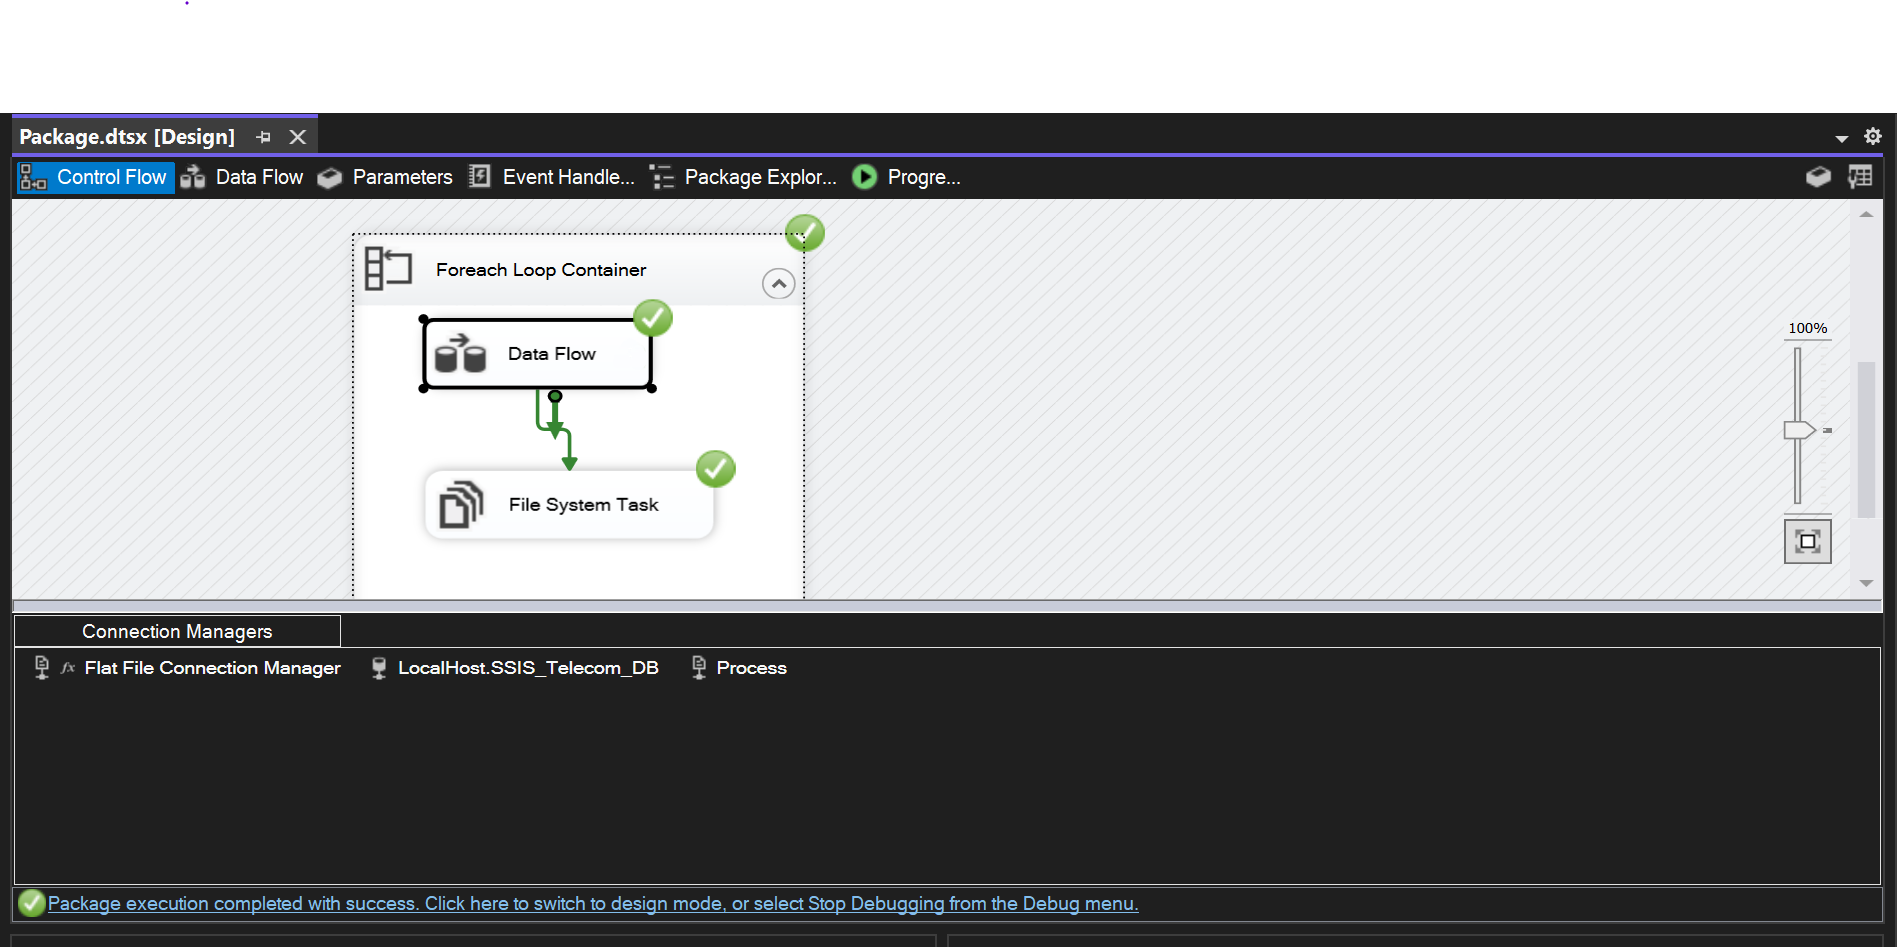 Package.dtsx [Design]
Control Flow Data Flow Parameters Event Handle... Package Explor... Progre...
Foreach Loop Container
Data Flow
File System Task
100%
Connection Managers
fx Flat File Connection Manager LocalHost.SSIS_Telecom_DB Process
Package execution completed with success. Click here to switch to design mode, or select Stop Debugging from the Debug menu.